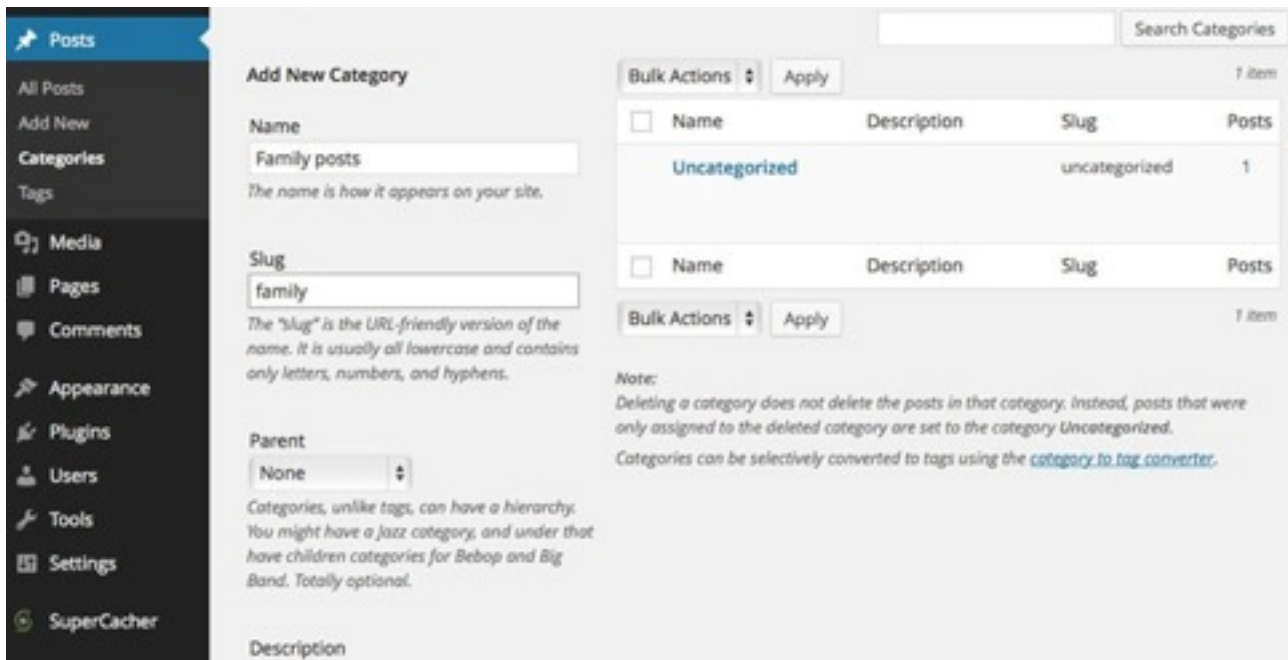 Posts
All Posts
Add New
Categories
Tags
Media
Pages
Comments
Appearance
Plugins
Users
Tools
Settings
SuperCacher
Add New Category
Name
Family posts
The name is how it appears on your site.
Slug
family
The "slug" is the URL-friendly version of the
name. It is usually all lowercase and contains
only letters, numbers, and hyphens.
Parent
None
Categories, unlike tags, can have a hierarchy.
You might have a Jazz category, and under that
have children categories for Bebop and Big
Band. Totally optional.
Description
Search Categories
Bulk Actions Apply 1 item
Name Description Slug Posts
Uncategorized uncategorized 1
Name Description Slug Posts
Bulk Actions Apply 1 item
Note:
Deleting a category does not delete the posts in that category. Instead, posts that were
only assigned to the deleted category are set to the category Uncategorized.
Categories can be selectively converted to tags using the category to tag converter.